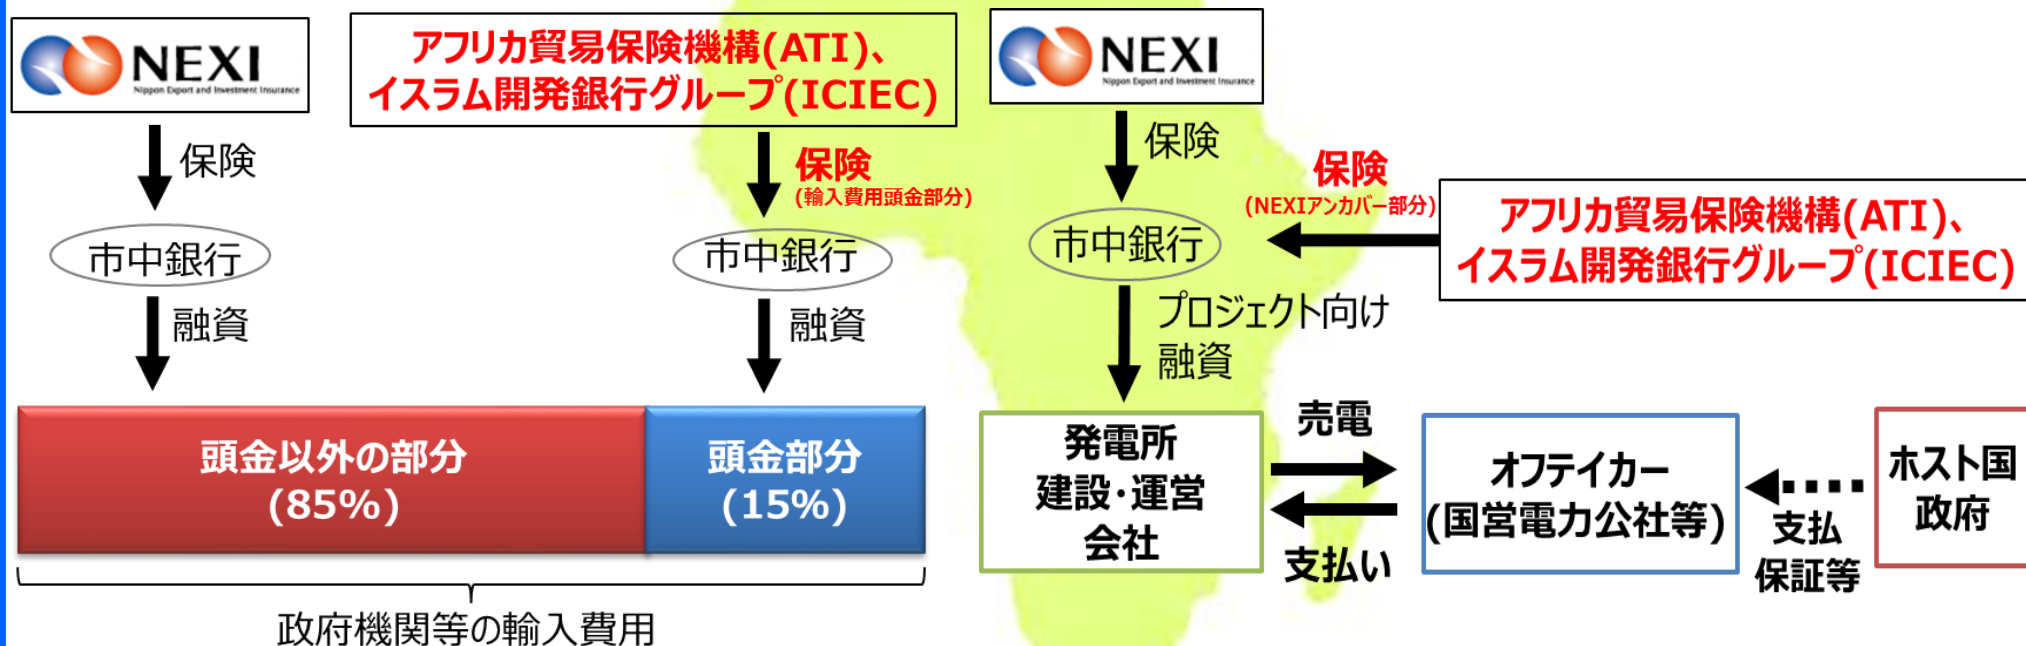 NEXI
Nippon Export and Investment Insurance
保険
市中銀行
融資
アフリカ貿易保険機構(ATI)、
イスラム開発銀行グループ(ICIEC)
保険
(輸入費用頭金部分)
市中銀行
融資
頭金以外の部分
(85%)
頭金部分
(15%)
政府機関等の輸入費用
NEXI
Nippon Export and Investment Insurance
保険
市中銀行
保険
(NEXIアンカバー部分)
アフリカ貿易保険機構(ATI)、
イスラム開発銀行グループ(ICIEC)
プロジェクト向け
融資
発電所
建設・運営
会社
売電
支払い
オフテイカー
(国営電力公社等)
支払
保証等
ホスト国
政府